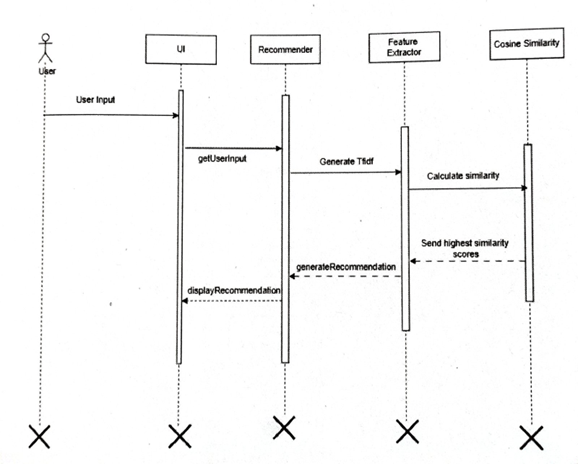 User
UI
Recommender
Feature
Extractor
Cosine Similarity
User Input
getUserInput
Generate Tfidf
Calculate similarity
Send highest similarity
scores
generateRecommendation
displayRecommendation